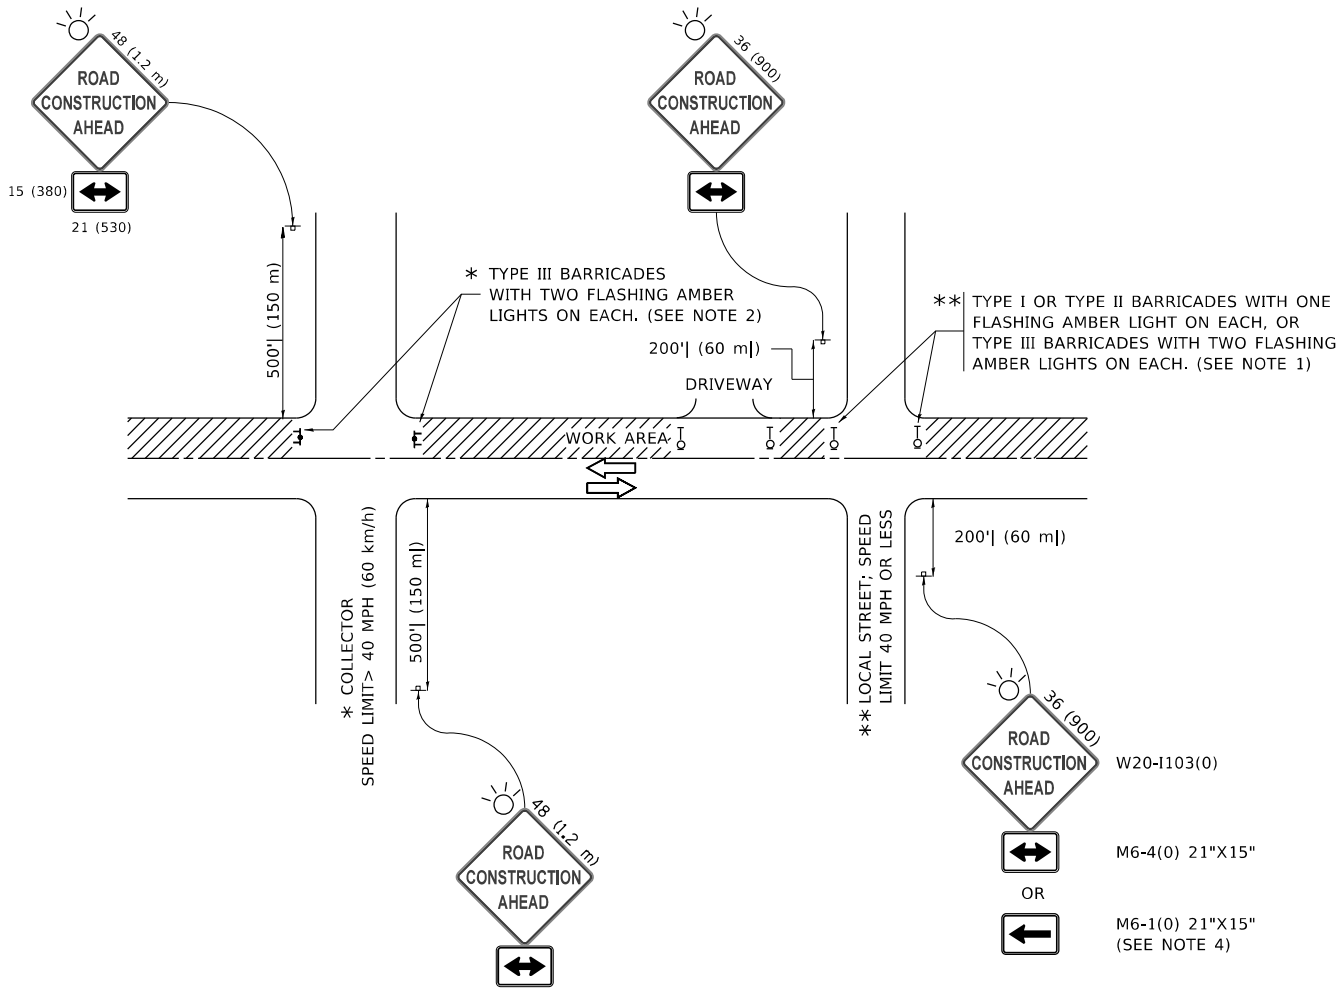 48 (1.2 m)
ROAD
CONSTRUCTION
AHEAD
15 (380)
21 (530)
36 (900)
ROAD
CONSTRUCTION
AHEAD
500'| (150 m)
* TYPE III BARRICADES
WITH TWO FLASHING AMBER
LIGHTS ON EACH. (SEE NOTE 2)
200'| (60 m|)
DRIVEWAY
** TYPE I OR TYPE II BARRICADES WITH ONE
FLASHING AMBER LIGHT ON EACH, OR
TYPE III BARRICADES WITH TWO FLASHING
AMBER LIGHTS ON EACH. (SEE NOTE 1)
WORK AREA
* COLLECTOR
SPEED LIMIT> 40 MPH (60 km/h)
500'| (150 m|)
** LOCAL STREET; SPEED
LIMIT 40 MPH OR LESS
200'| (60 m|)
36 (900)
ROAD
CONSTRUCTION
AHEAD
W20-I103(0)
M6-4(0) 21"X15"
OR
M6-1(0) 21"X15"
(SEE NOTE 4)
48 (1.2 m)
ROAD
CONSTRUCTION
AHEAD